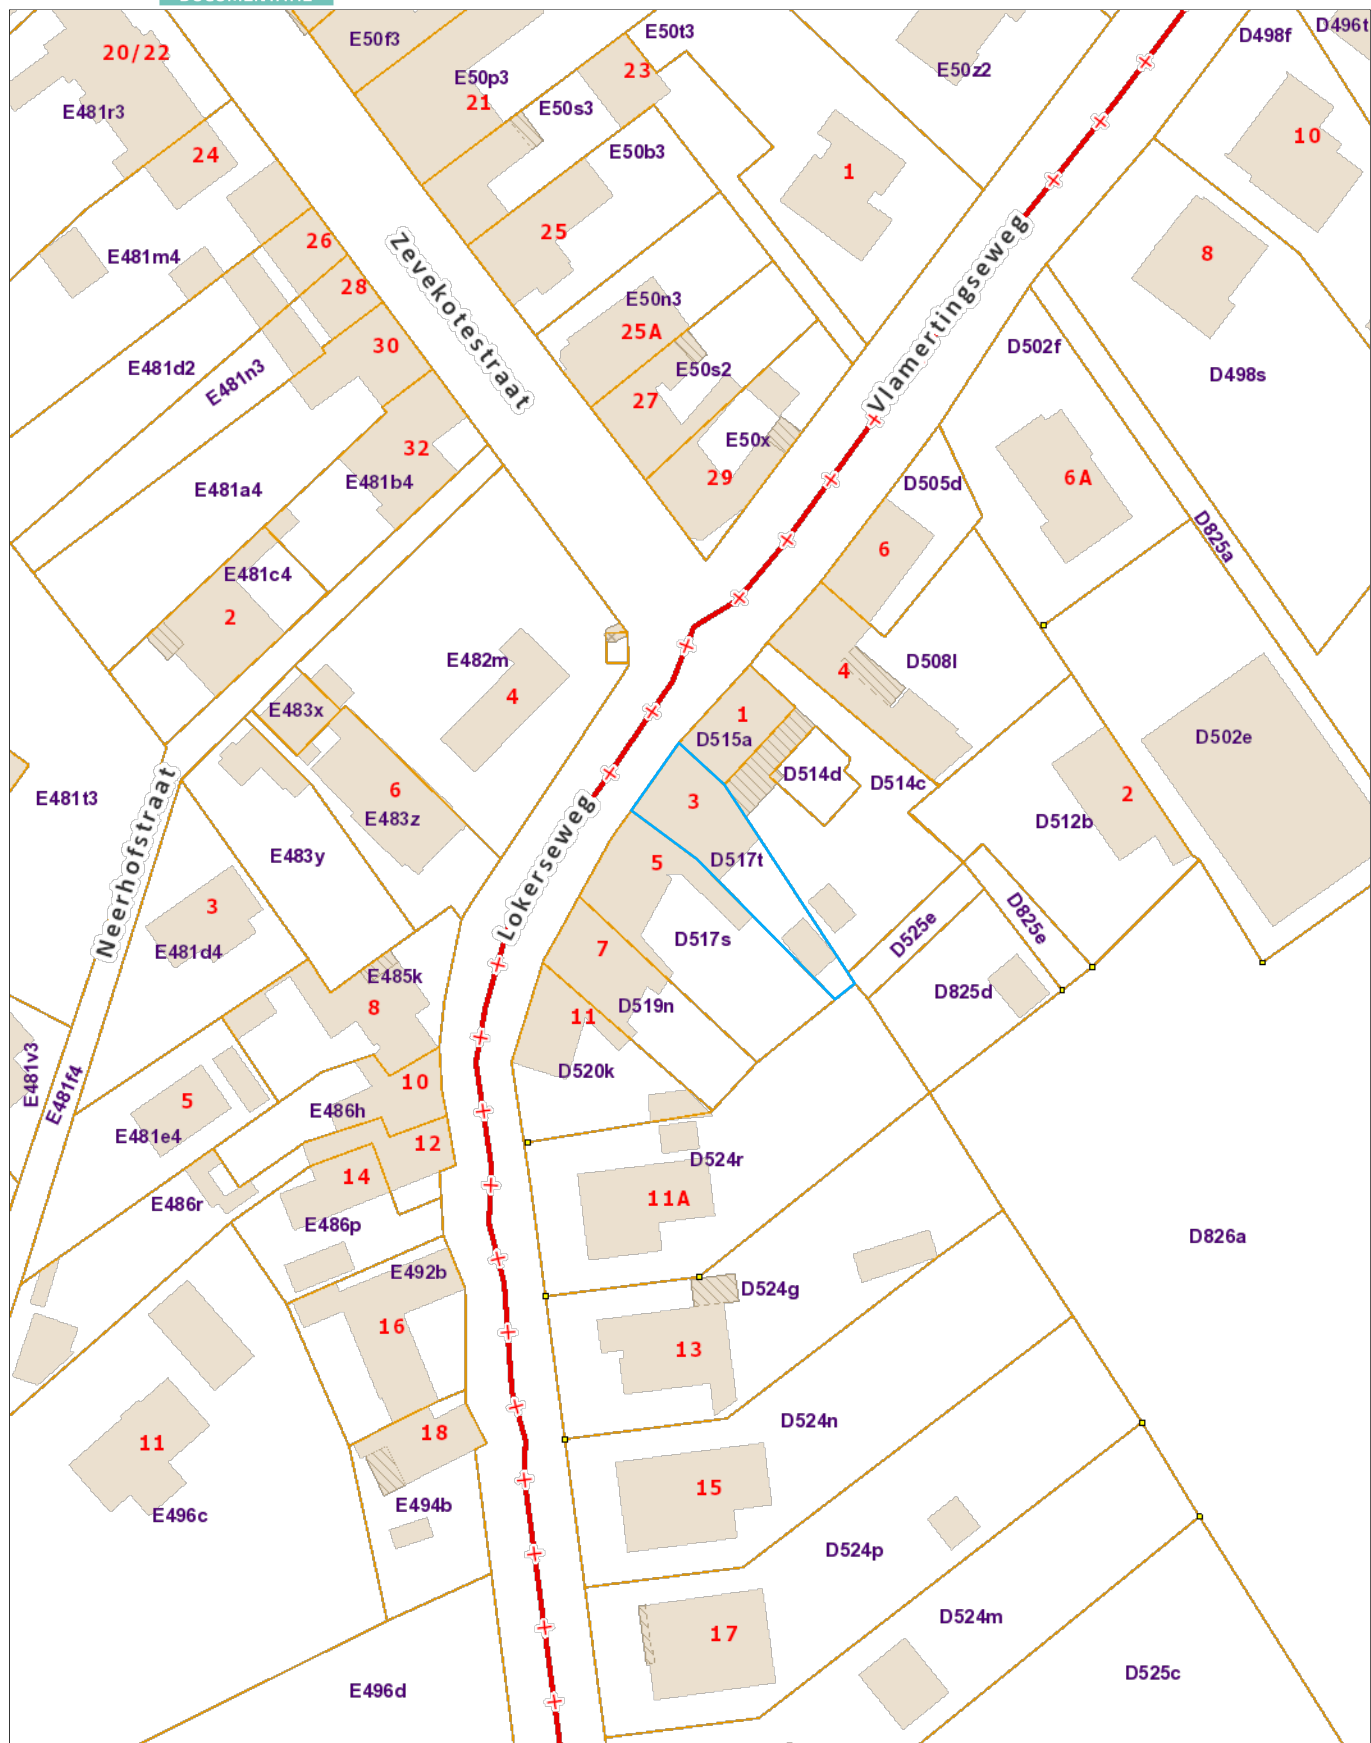 E50t3
D496t
D498f
E50f3
20/22
23
E50z2
E50p3
21
E50s3
E481r3
10
E50b3
24
1
25
26
8
E481m4
Zevekotestraat
Vlamertingseweg
28
E50n3
25A
30
D502f
E481d2
E50s2
D498s
E481n3
27
E50x
32
29
6A
E481b4
D505d
E481a4
D825a
6
E481c4
2
E482m
D508l
4
4
E483x
1
D515a
D502e
D514d
D514c
6
3
2
E481t3
E483z
D512b
Neerhofstraat
Lokerseweg
E483y
5
D517t
3
D525e
D825e
D517s
E481d4
7
E485k
D825d
8
11
D519n
E481v3
E481f4
D520k
10
5
E486h
E481e4
12
D524r
14
11A
E486r
E486p
D826a
E492b
D524g
16
13
D524n
18
11
15
E494b
E496c
D524p
D524m
17
D525c
E496d